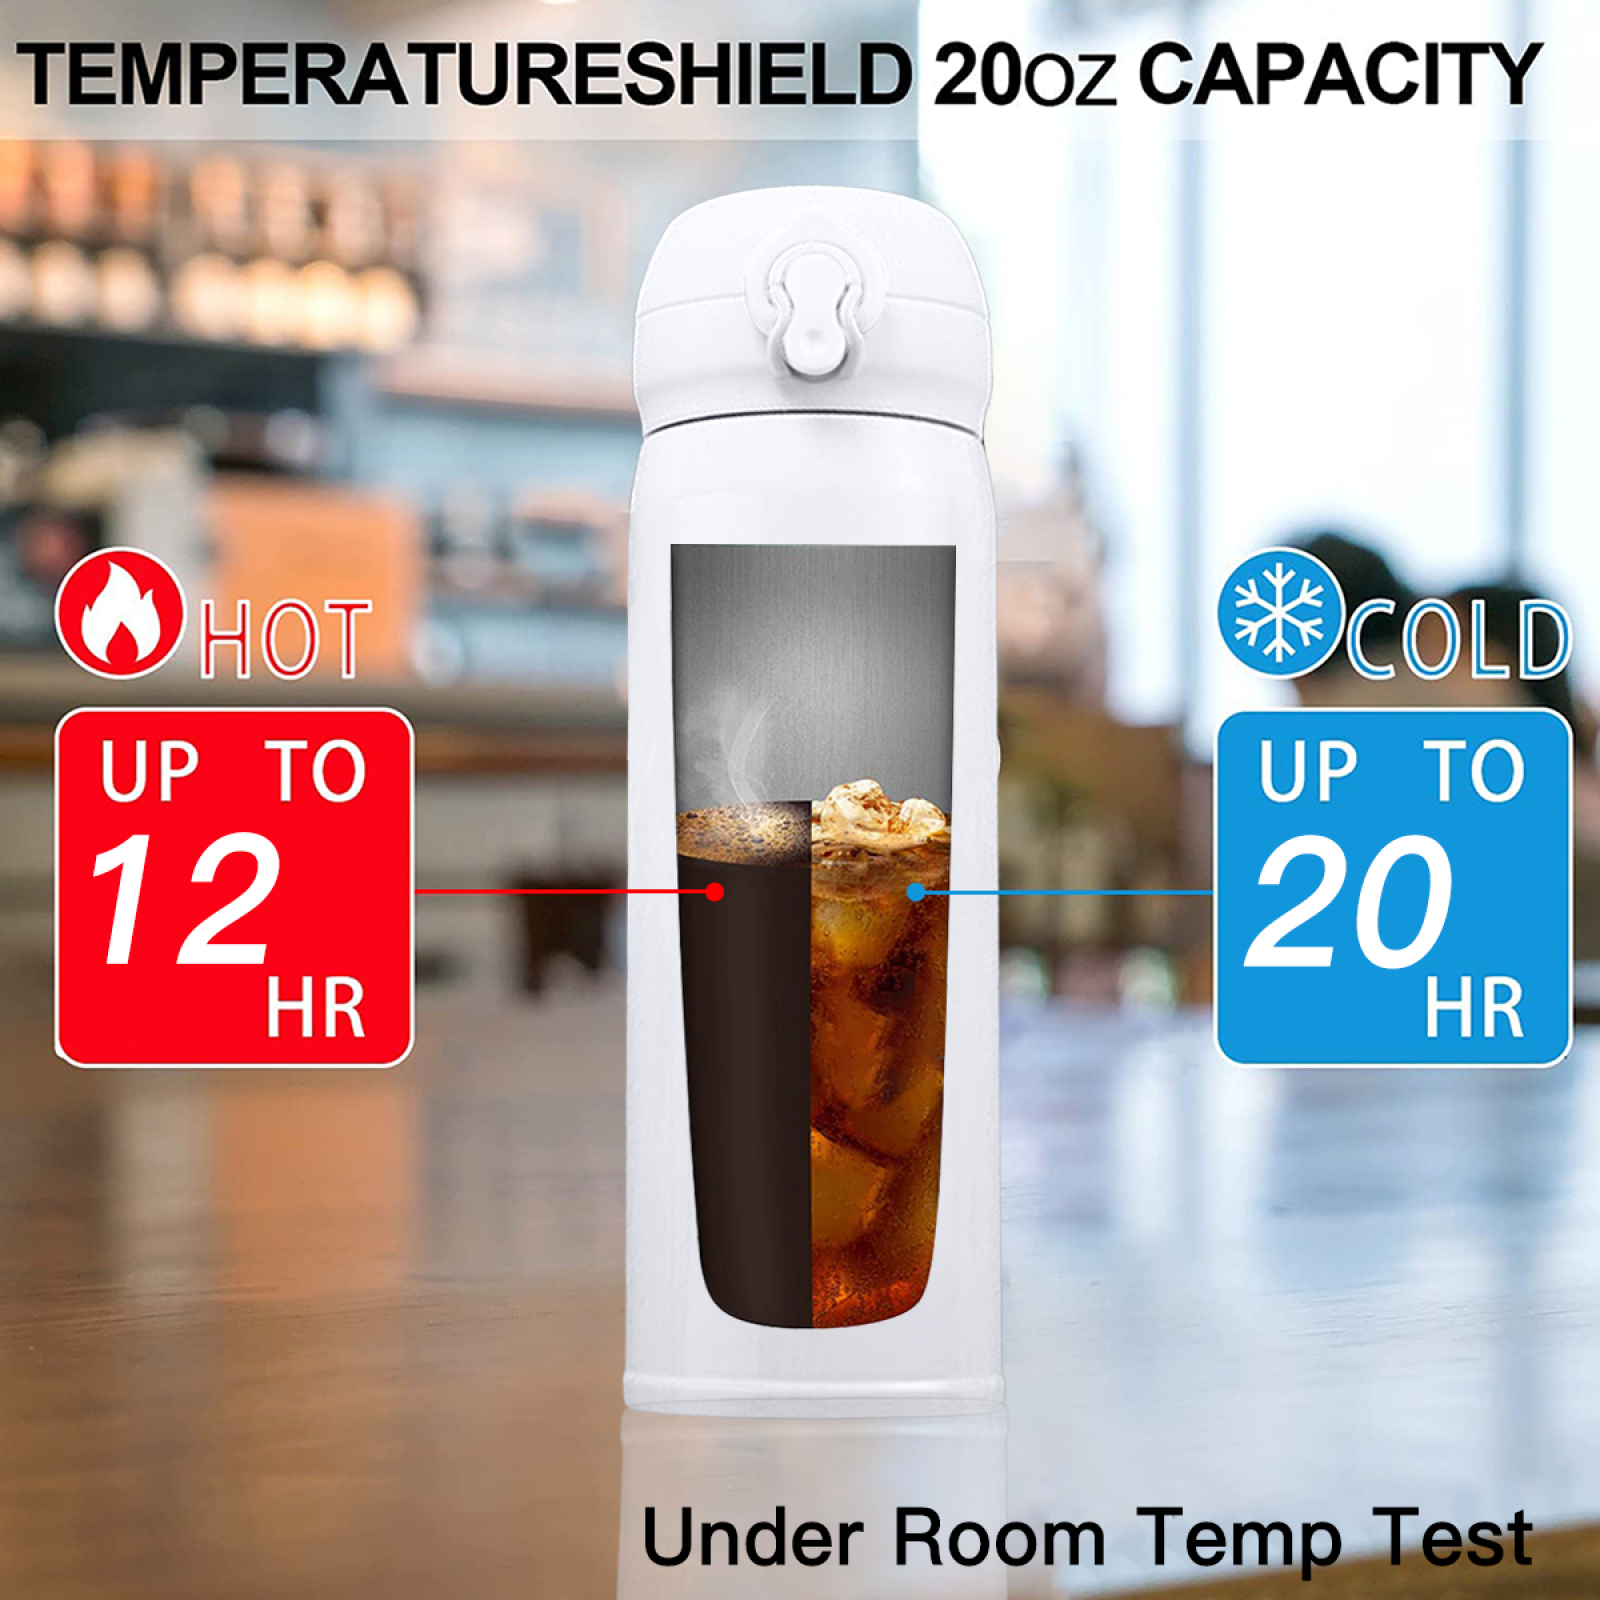 TEMPERATURESHIELD 20OZ CAPACITY
HOT
UP TO
12
HR
COLD
UP TO
20
HR
Under Room Temp Test